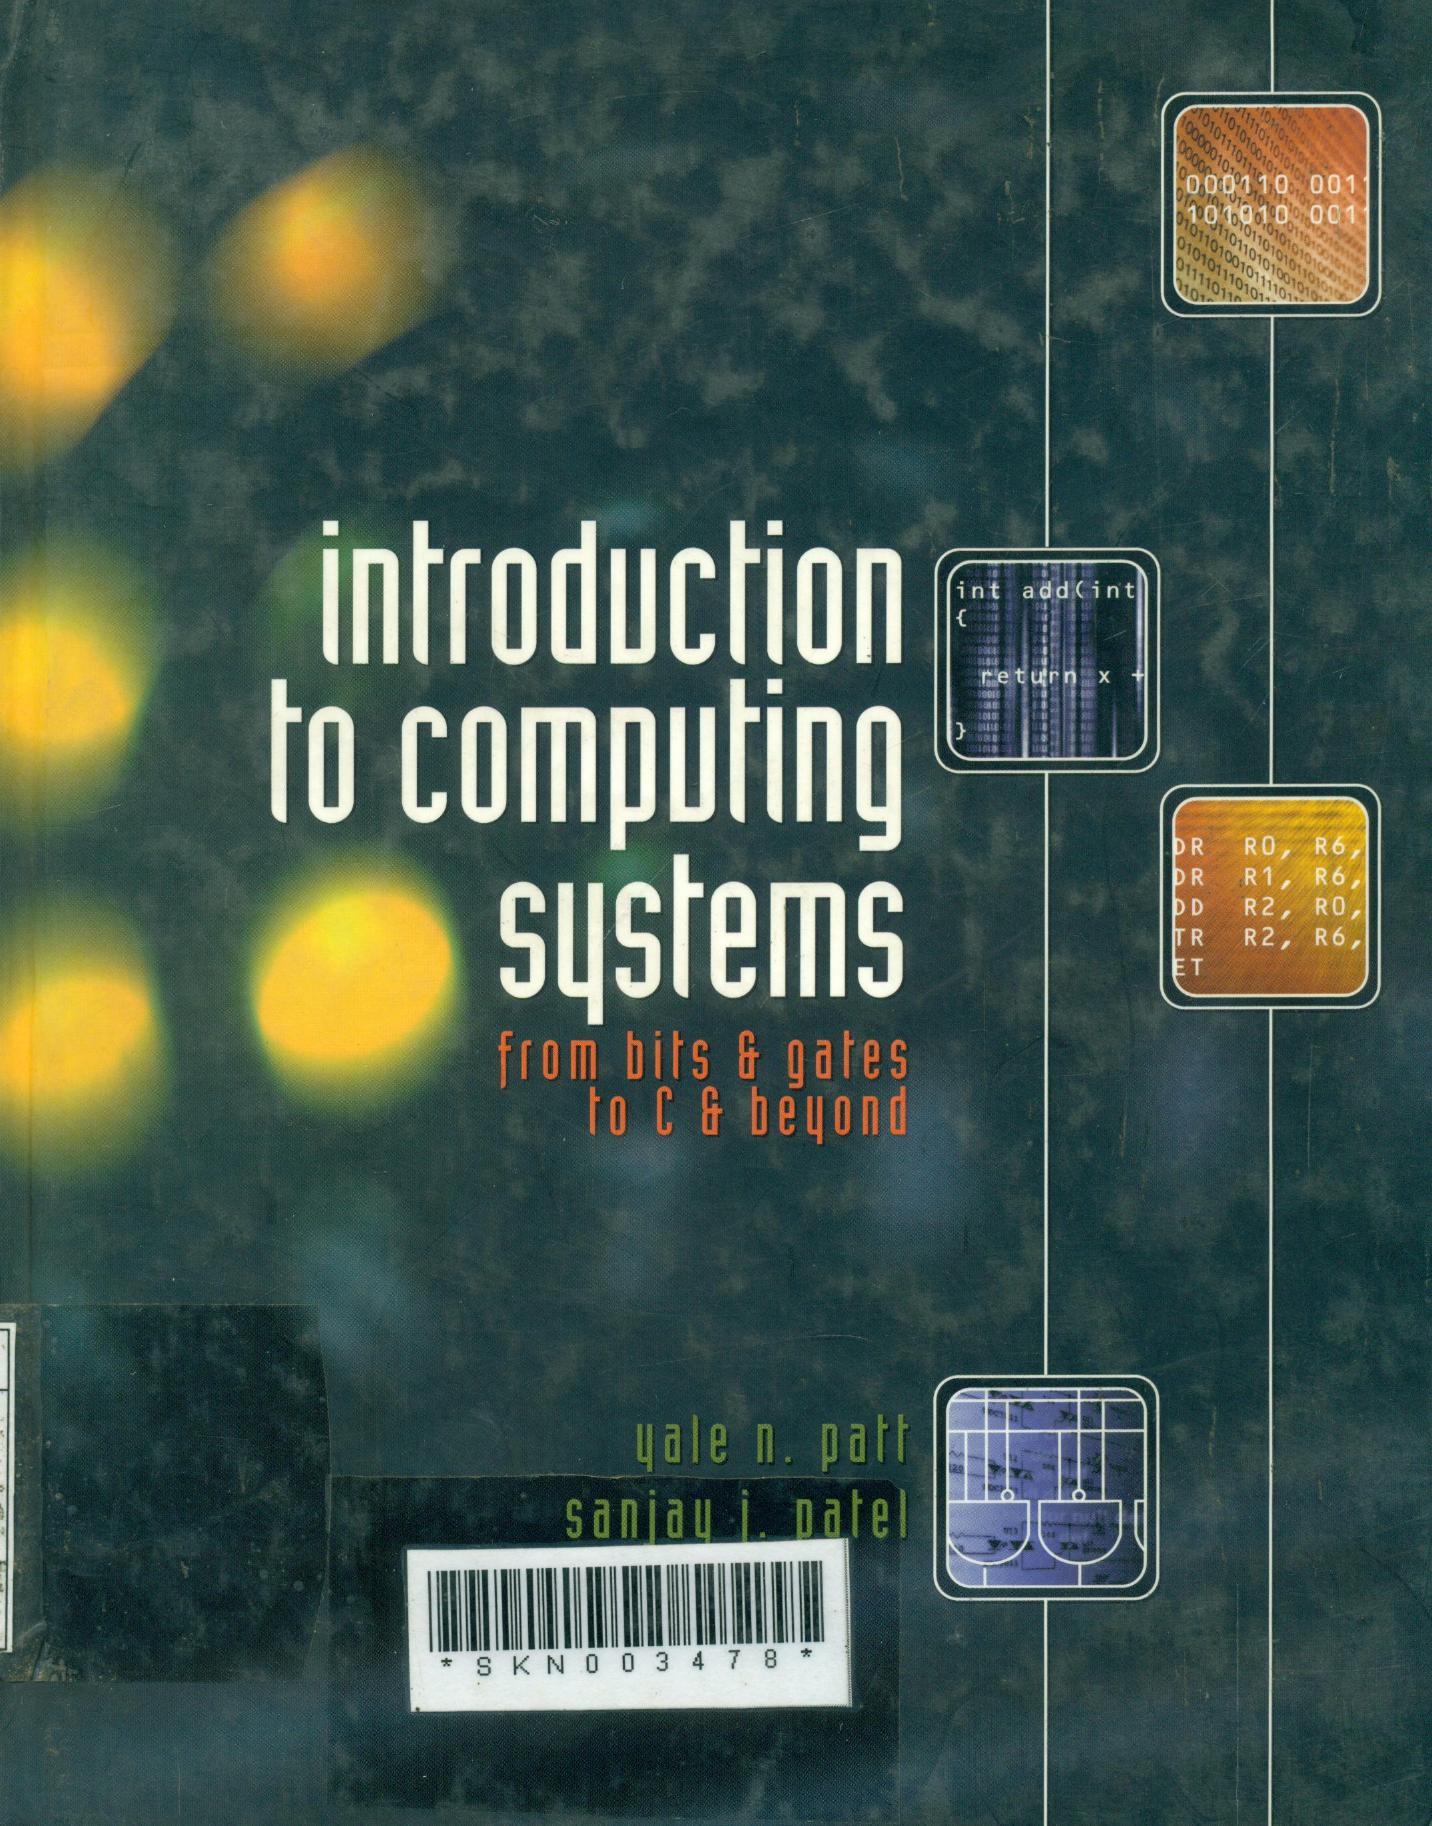 000110 001
101010 001
introduction
to computing
systems
int add(int
{
return x +
}
DR R0, R6,
DR R1, R6,
DD R2, R0,
TR R2, R6,
ET
from bits & gates
to C & beyond
yale n. patt
sanjay j. patel
*SKN003478*